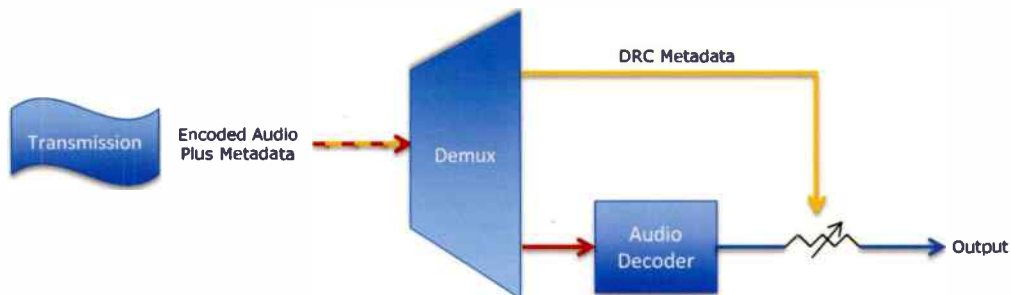 Transmission
Encoded Audio
Plus Metadata
Demux
DRC Metadata
Audio
Decoder
Output